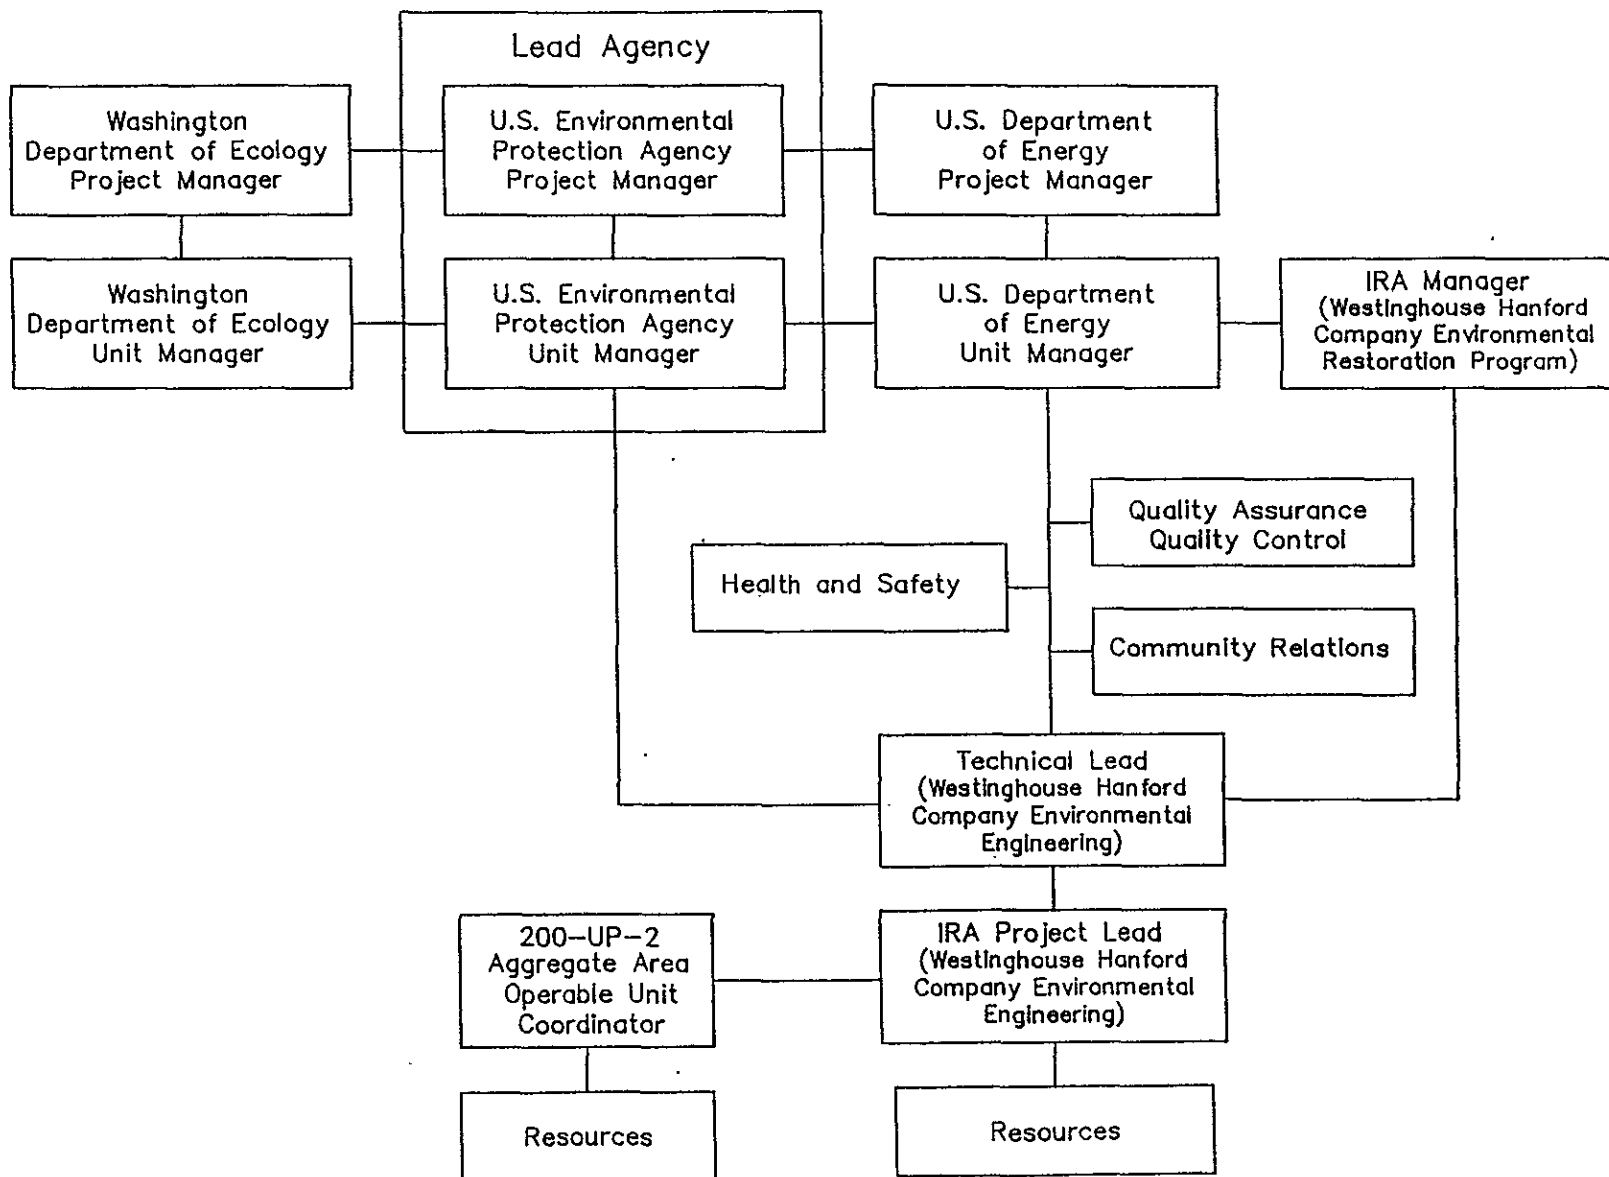 Lead Agency
Washington
Department of Ecology
Project Manager
U.S. Environmental
Protection Agency
Project Manager
U.S. Department
of Energy
Project Manager
Washington
Department of Ecology
Unit Manager
U.S. Environmental
Protection Agency
Unit Manager
U.S. Department
of Energy
Unit Manager
IRA Manager
(Westinghouse Hanford
Company Environmental
Restoration Program)
Quality Assurance
Quality Control
Health and Safety
Community Relations
Technical Lead
(Westinghouse Hanford
Company Environmental
Engineering)
200-UP-2
Aggregate Area
Operable Unit
Coordinator
IRA Project Lead
(Westinghouse Hanford
Company Environmental
Engineering)
Resources
Resources